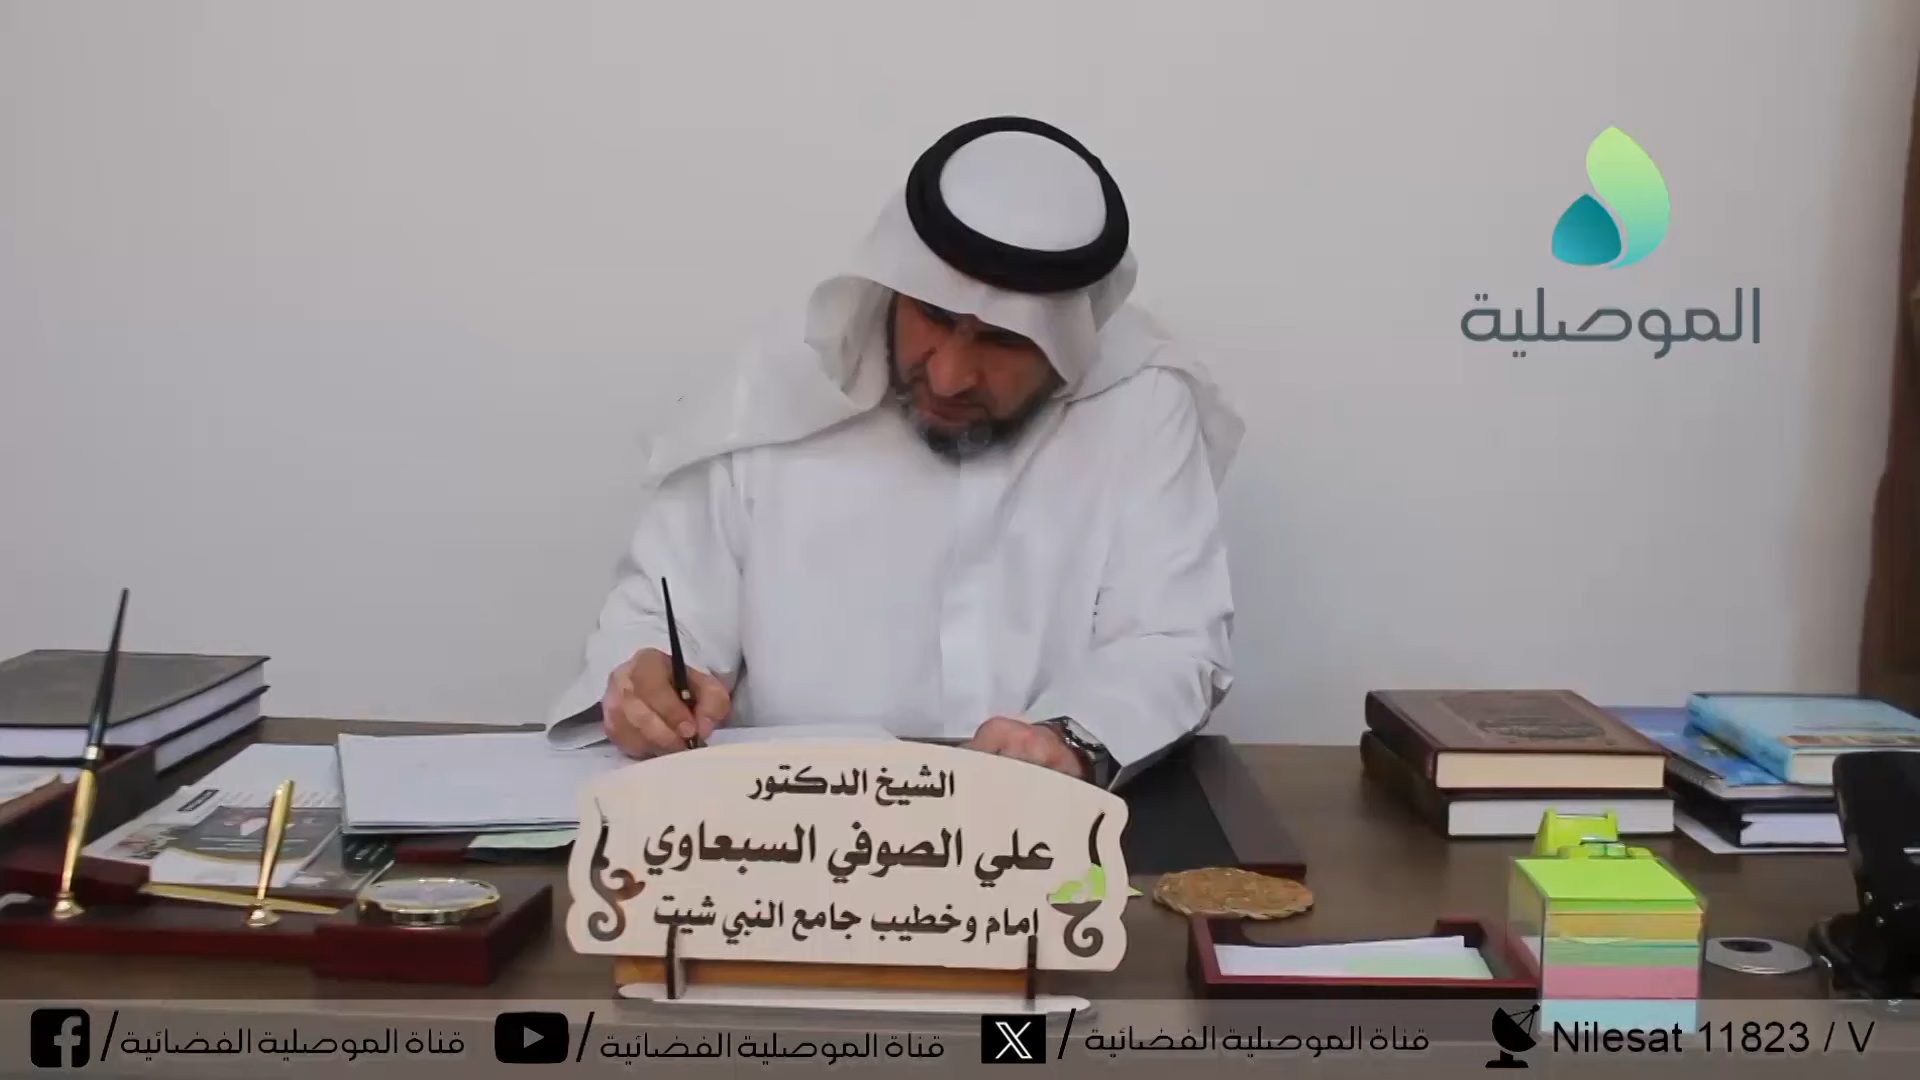 الموصلية
الشيخ الدكتور
علي الصوفي السبعاوي
امام وخطيب جامع النبي شيت
/قناة الموصلية الفضائية
/قناة الموصلية الفضائية
/قناة الموصلية الفضائية
Nilesat 11823 / V